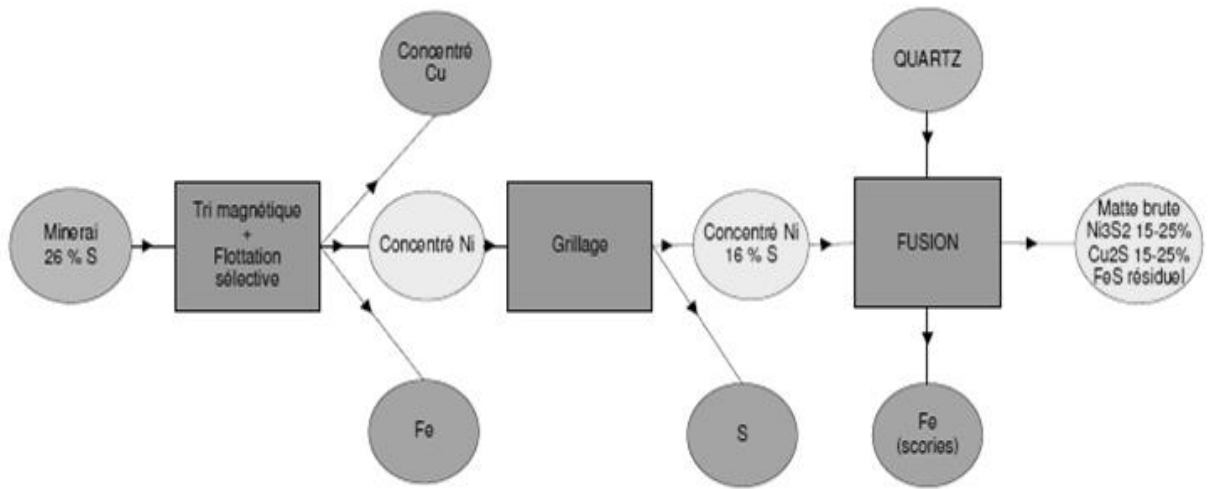 Concentré
Cu
QUARTZ
Minerai
26 % S
Tri magnétique
+
Flottation
sélective
Concentré Ni
Grillage
Concentré Ni
16 % S
FUSION
Matte brute
Ni3S2 15-25%
Cu2S 15-25%
FeS résiduel
Fe
S
Fe
(scories)